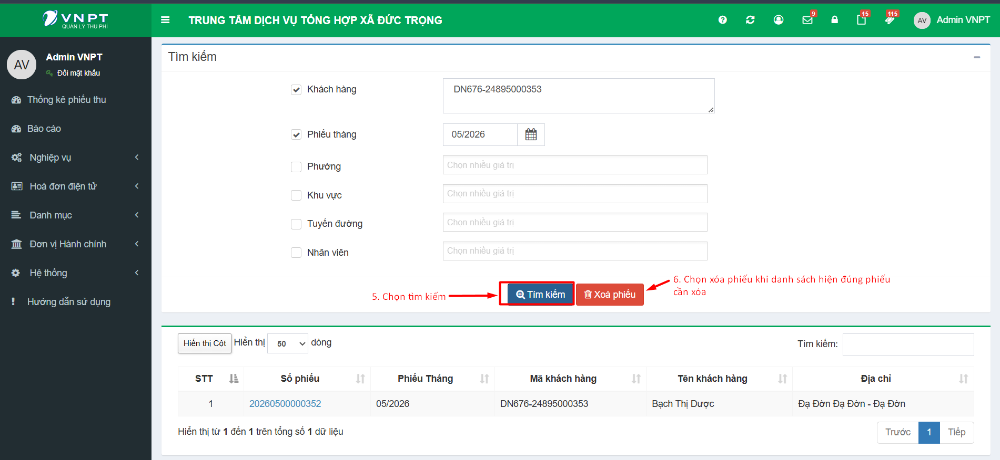 VNPT
QUẢN LÝ THU PHÍ
TRUNG TÂM DỊCH VỤ TỔNG HỢP XÃ ĐỨC TRỌNG
9
15
115
AV
Admin VNPT
AV
Admin VNPT
Đổi mật khẩu
Thống kê phiếu thu
Báo cáo
Nghiệp vụ
Hoá đơn điện tử
Danh mục
Đơn vị Hành chính
Hệ thống
Hướng dẫn sử dụng
Tìm kiếm
Khách hàng
DN676-24895000353
Phiếu tháng
05/2026
Phường
Chọn nhiều giá trị
Khu vực
Chọn nhiều giá trị
Tuyến đường
Chọn nhiều giá trị
Nhân viên
Chọn nhiều giá trị
5. Chọn tìm kiếm
Tìm kiếm
Xoá phiếu
6. Chọn xóa phiếu khi danh sách hiện đúng phiếu
cần xóa
Hiển thị Cột Hiển thị 50 dòng
Tìm kiếm:
STT Số phiếu Phiếu Tháng Mã khách hàng Tên khách hàng Địa chỉ
1 20260500000352 05/2026 DN676-24895000353 Bạch Thị Dược Đạ Đờn Đạ Đờn - Đạ Đờn
Hiển thị từ 1 đến 1 trên tổng số 1 dữ liệu
Trước 1 Tiếp